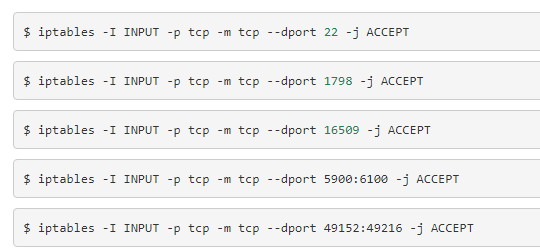 $ iptables -I INPUT -p tcp -m tcp --dport 22 -j ACCEPT
$ iptables -I INPUT -p tcp -m tcp --dport 1798 -j ACCEPT
$ iptables -I INPUT -p tcp -m tcp --dport 16509 -j ACCEPT
$ iptables -I INPUT -p tcp -m tcp --dport 5900:6100 -j ACCEPT
$ iptables -I INPUT -p tcp -m tcp --dport 49152:49216 -j ACCEPT